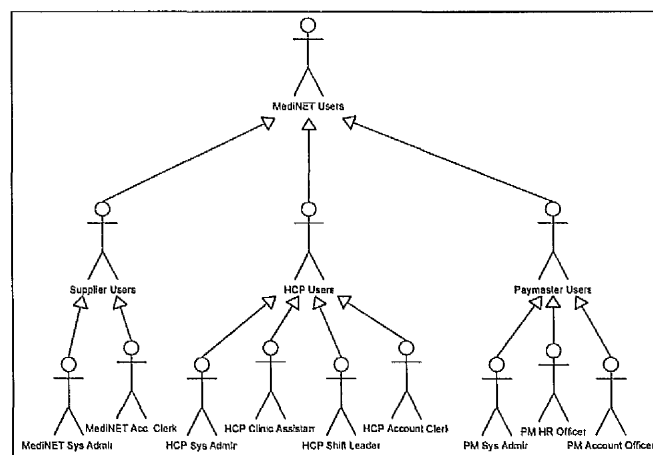 MediNET Users
Supplier Users
HCP Users
Paymaster Users
MediNET Sys Admin
MediNET Acc. Clerk
HCP Sys Admin
HCP Clinic Assistant
HCP Shift Leader
HCP Account Clerk
PM Sys Admin
PM HR Officer
PM Account Officer